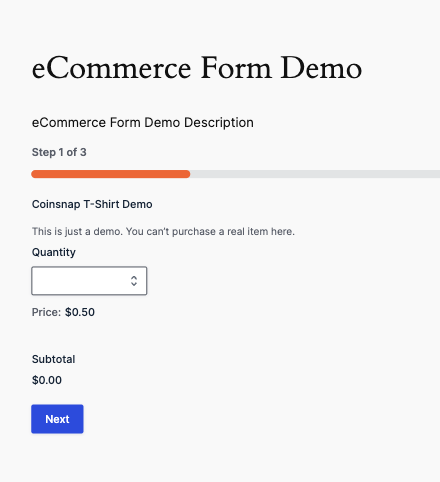 eCommerce Form Demo
eCommerce Form Demo Description
Step 1 of 3
Coinsnap T-Shirt Demo
This is just a demo. You can't purchase a real item here.
Quantity
Price: $0.50
Subtotal
$0.00
Next